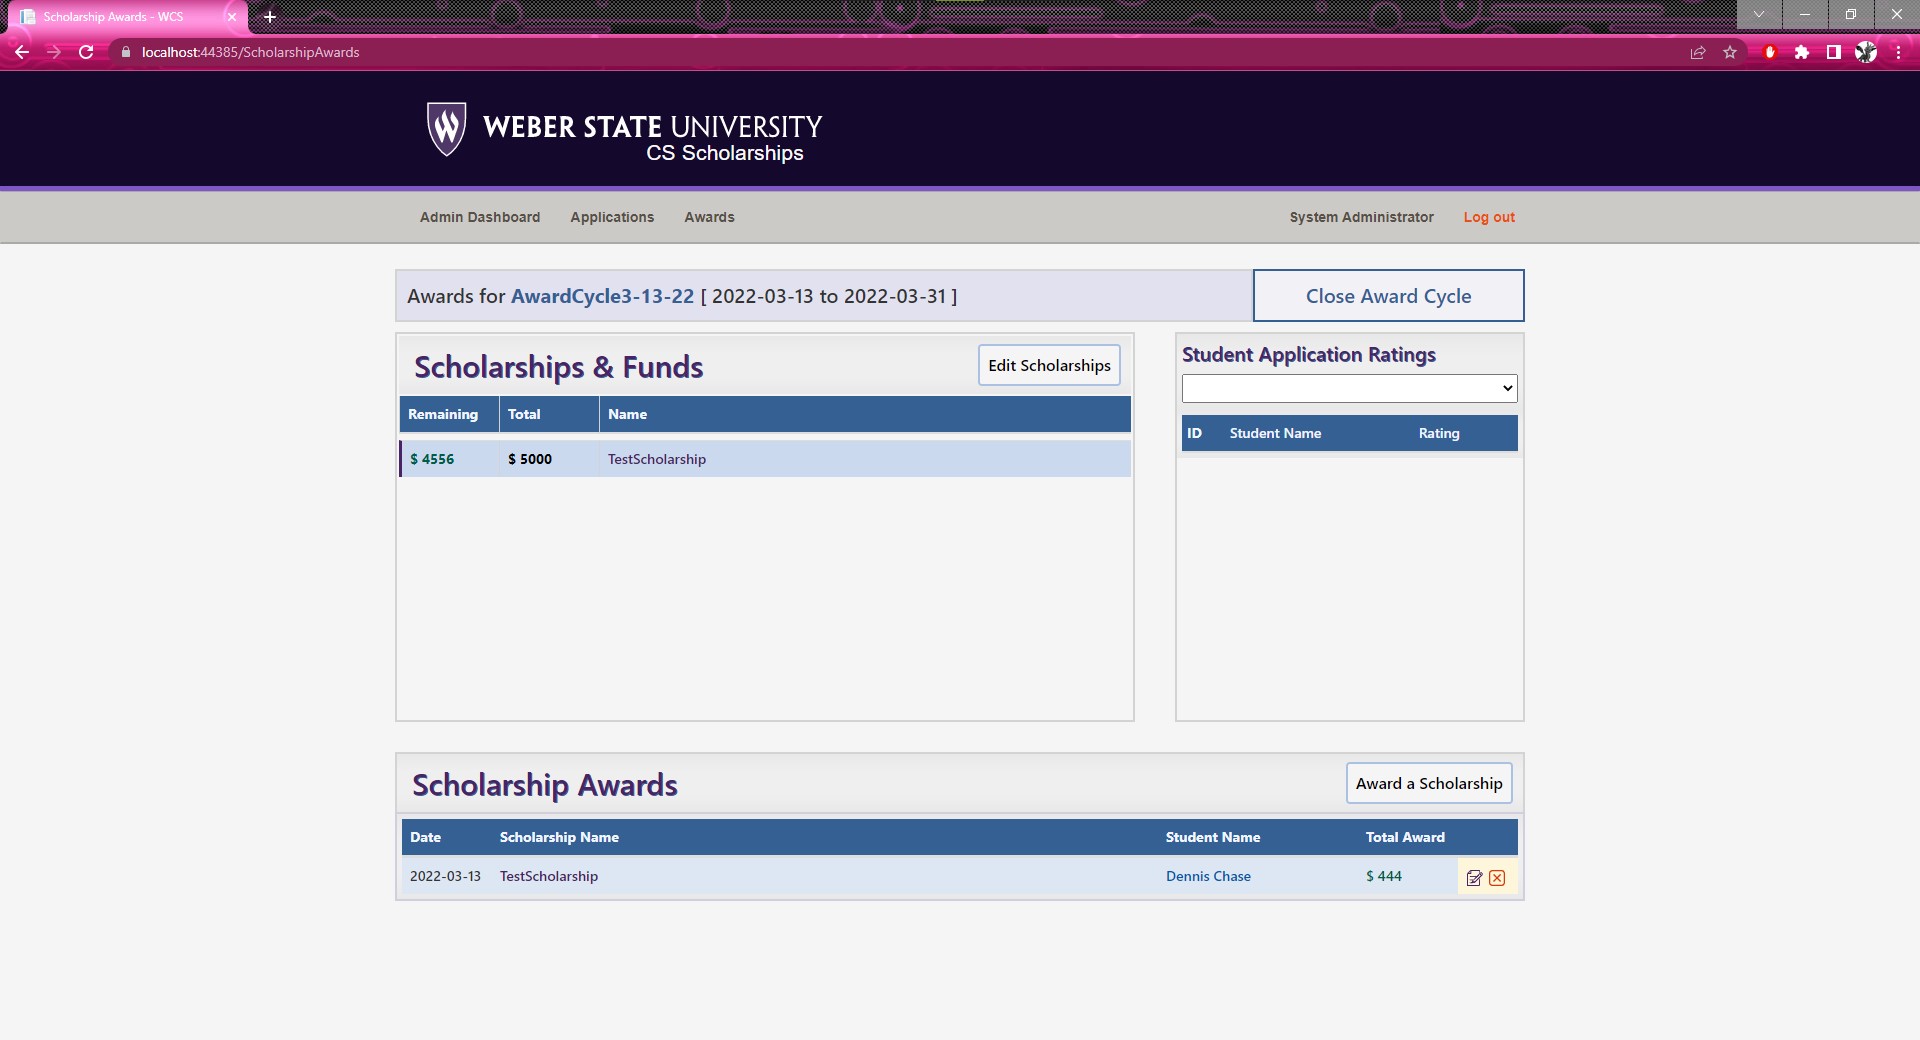 Scholarship Awards - WCS
localhost:44385/ScholarshipAwards
WEBER STATE UNIVERSITY
CS Scholarships
Admin Dashboard Applications Awards System Administrator Log out
Awards for AwardCycle3-13-22 [ 2022-03-13 to 2022-03-31 ] Close Award Cycle
Scholarships & Funds Edit Scholarships
Remaining Total Name
$ 4556 $ 5000 TestScholarship
Student Application Ratings
ID Student Name Rating
Scholarship Awards Award a Scholarship
Date Scholarship Name Student Name Total Award
2022-03-13 TestScholarship Dennis Chase $ 444